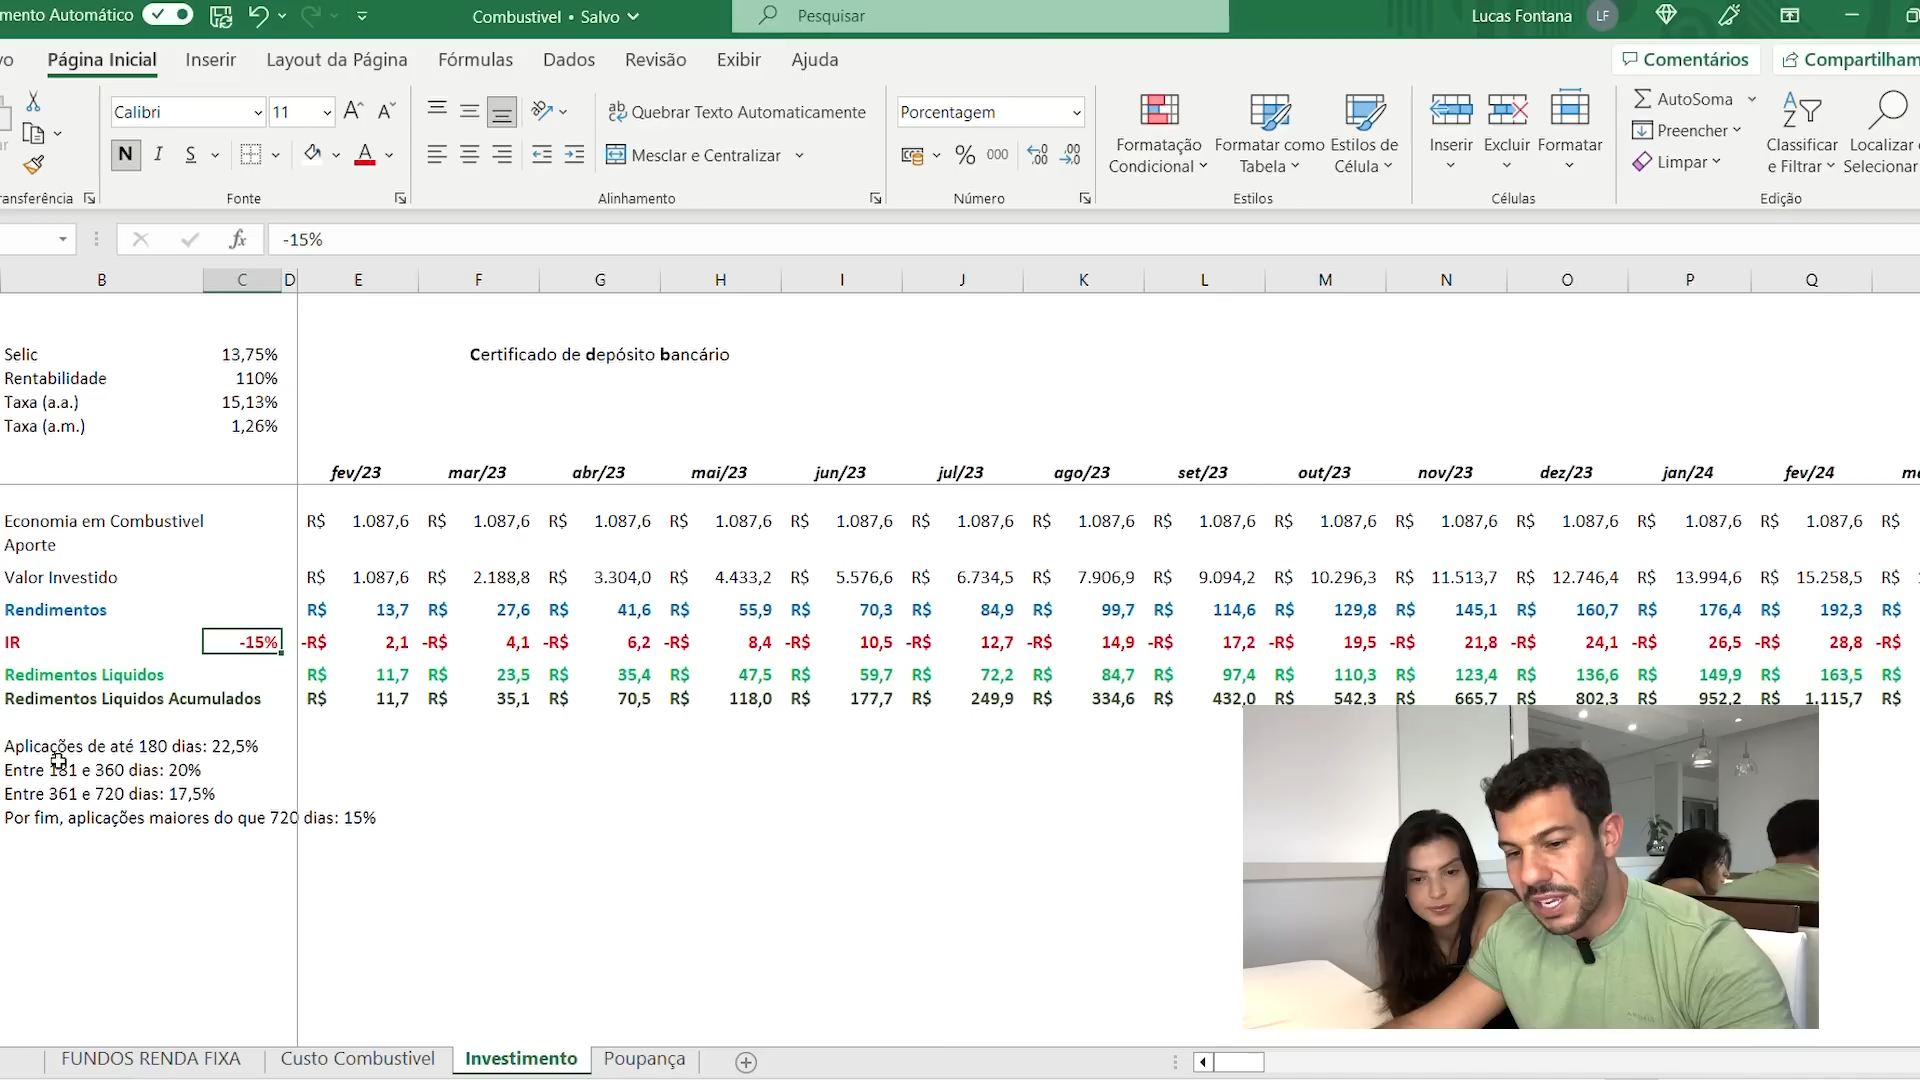 mento Automático
Combustivel • Salvo
Pesquisar
Lucas Fontana LF
vo Página Inicial Inserir Layout da Página Fórmulas Dados Revisão Exibir Ajuda Comentários Compartilham
Calibri 11 Quebrar Texto Automaticamente Porcentagem
N I S Mesclar e Centralizar % 000
Formatação Condicional
Formatar como Tabela
Estilos de Célula
Inserir Excluir Formatar
AutoSoma
Preencher
Limpar
Classificar e Filtrar
Localizar e Selecionar
ansferência Fonte Alinhamento Número Estilos Células Edição
fx -15%
B C D E F G H I J K L M N O P Q
Selic 13,75% Certificado de depósito bancário
Rentabilidade 110%
Taxa (a.a.) 15,13%
Taxa (a.m.) 1,26%
fev/23 mar/23 abr/23 mai/23 jun/23 jul/23 ago/23 set/23 out/23 nov/23 dez/23 jan/24 fev/24
Economia em Combustivel R$ 1.087,6 R$ 1.087,6 R$ 1.087,6 R$ 1.087,6 R$ 1.087,6 R$ 1.087,6 R$ 1.087,6 R$ 1.087,6 R$ 1.087,6 R$ 1.087,6 R$ 1.087,6 R$ 1.087,6 R$ 1.087,6 R$
Aporte
Valor Investido R$ 1.087,6 R$ 2.188,8 R$ 3.304,0 R$ 4.433,2 R$ 5.576,6 R$ 6.734,5 R$ 7.906,9 R$ 9.094,2 R$ 10.296,3 R$ 11.513,7 R$ 12.746,4 R$ 13.994,6 R$ 15.258,5 R$
Rendimentos R$ 13,7 R$ 27,6 R$ 41,6 R$ 55,9 R$ 70,3 R$ 84,9 R$ 99,7 R$ 114,6 R$ 129,8 R$ 145,1 R$ 160,7 R$ 176,4 R$ 192,3 R$
IR -15% -R$ 2,1 -R$ 4,1 -R$ 6,2 -R$ 8,4 -R$ 10,5 -R$ 12,7 -R$ 14,9 -R$ 17,2 -R$ 19,5 -R$ 21,8 -R$ 24,1 -R$ 26,5 -R$ 28,8 -R$
Redimentos Liquidos R$ 11,7 R$ 23,5 R$ 35,4 R$ 47,5 R$ 59,7 R$ 72,2 R$ 84,7 R$ 97,4 R$ 110,3 R$ 123,4 R$ 136,6 R$ 149,9 R$ 163,5 R$
Redimentos Liquidos Acumulados R$ 11,7 R$ 35,1 R$ 70,5 R$ 118,0 R$ 177,7 R$ 249,9 R$ 334,6 R$ 432,0 R$ 542,3 R$ 665,7 R$ 802,3 R$ 952,2 R$ 1.115,7 R$
Aplicações de até 180 dias: 22,5%
Entre 181 e 360 dias: 20%
Entre 361 e 720 dias: 17,5%
Por fim, aplicações maiores do que 720 dias: 15%
FUNDOS RENDA FIXA Custo Combustivel Investimento Poupança